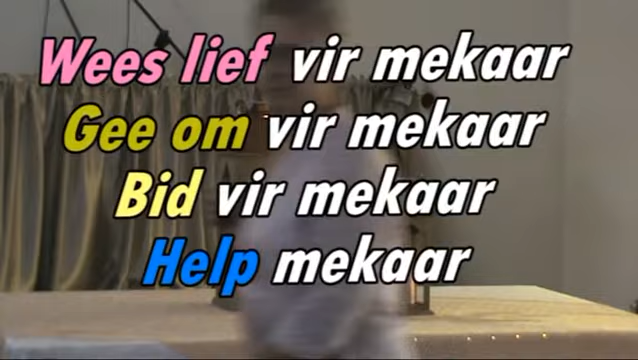 Wees lief vir mekaar
Gee om vir mekaar
Bid vir mekaar
Help mekaar